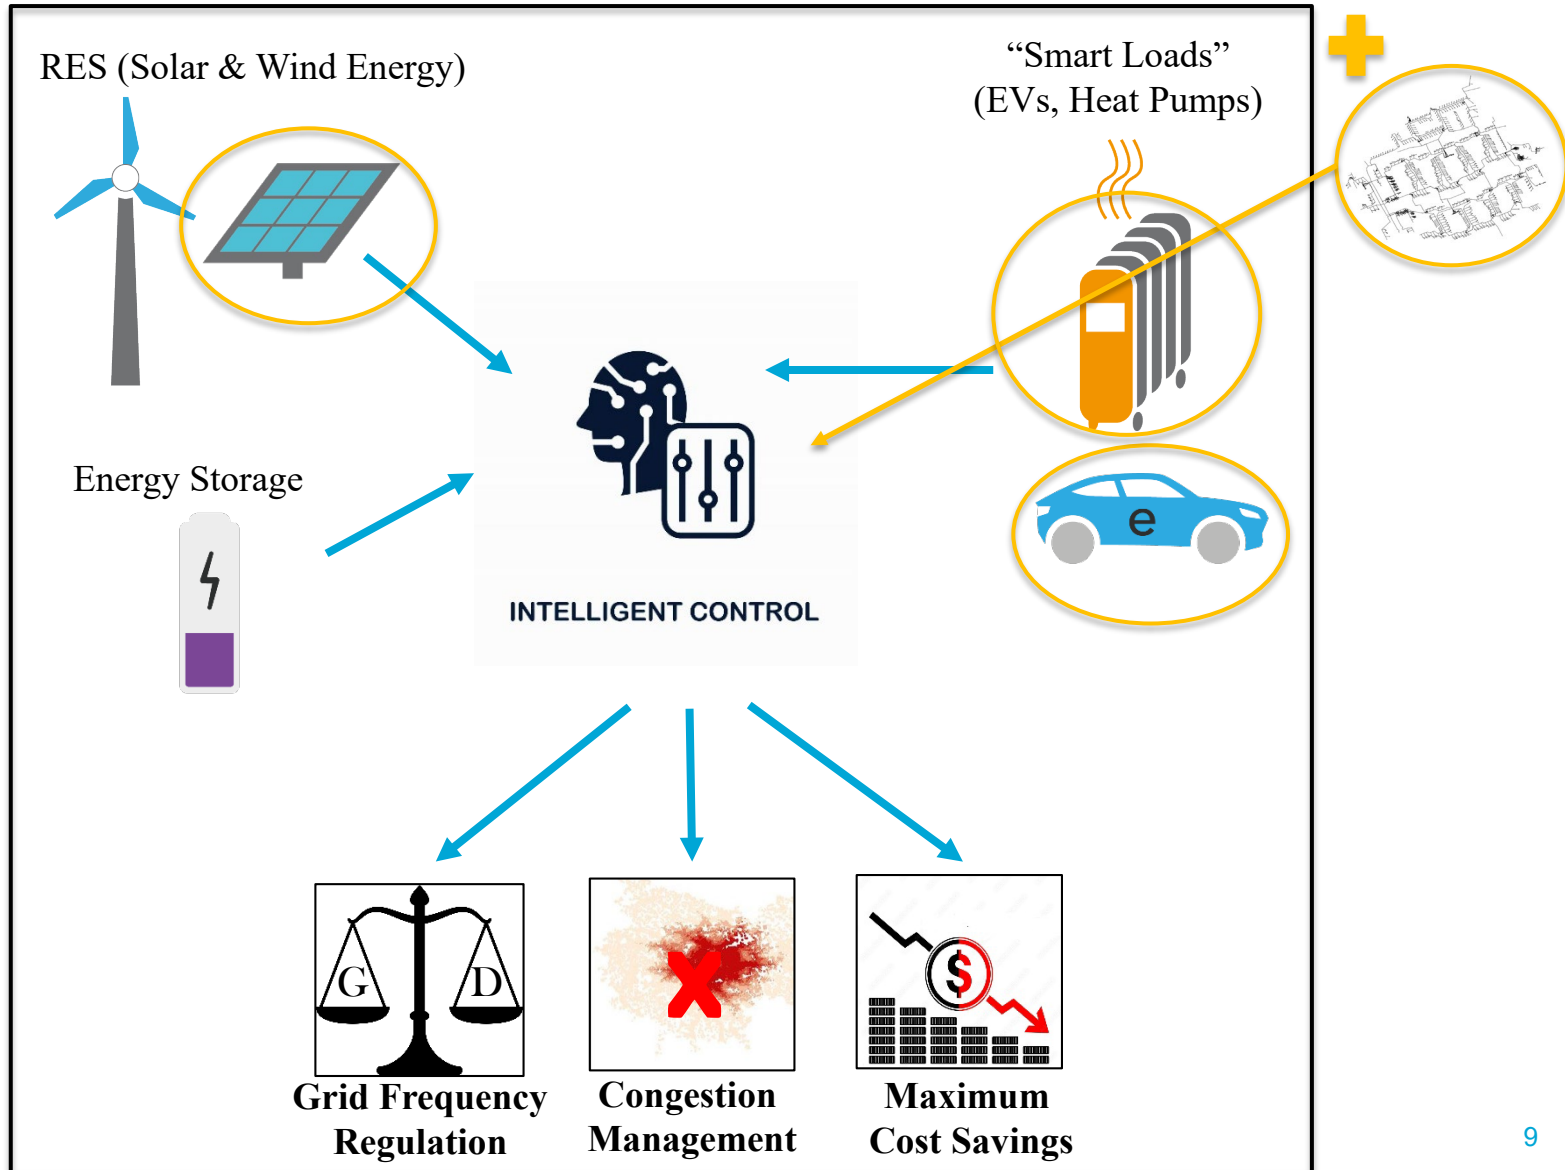 RES (Solar & Wind Energy)
“Smart Loads”
(EVs, Heat Pumps)
Energy Storage
e
INTELLIGENT CONTROL
G
D
$
Grid Frequency
Regulation
Congestion
Management
Maximum
Cost Savings
9